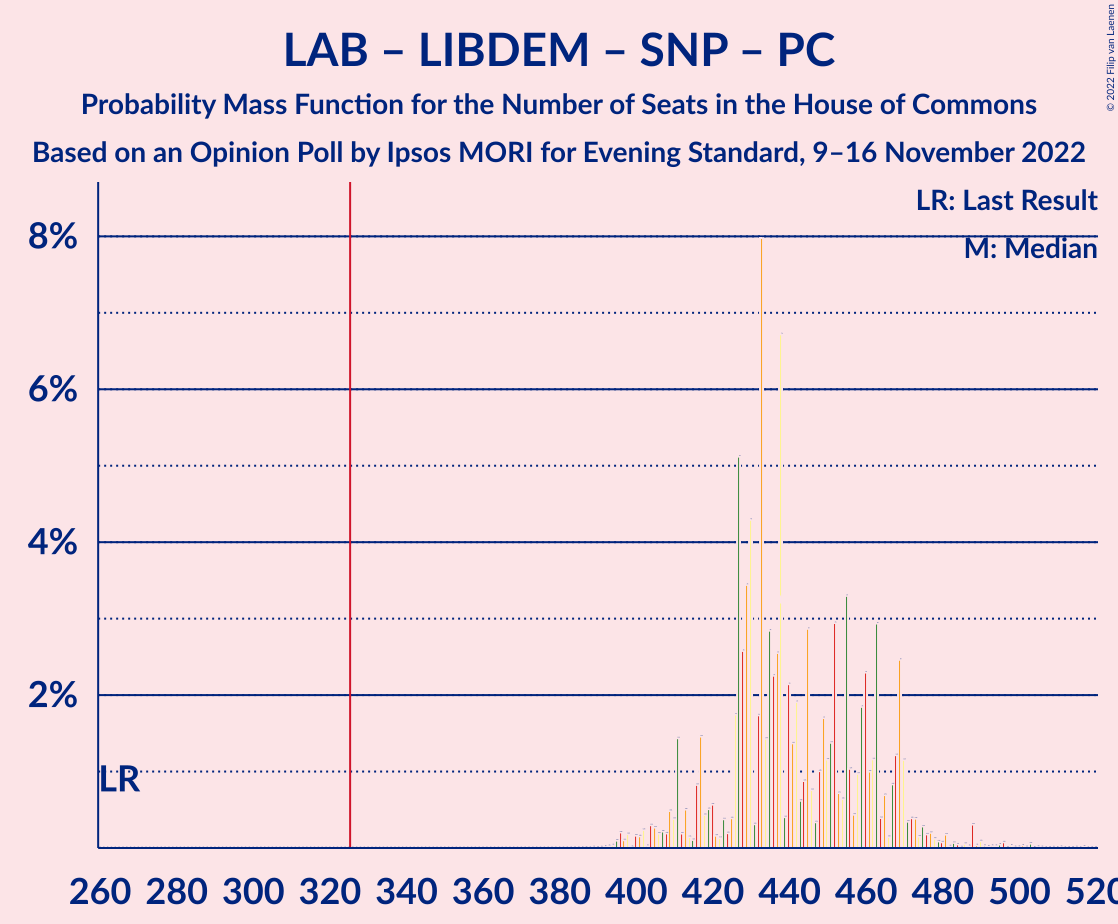 LAB – LIBDEM – SNP – PC
Probability Mass Function for the Number of Seats in the House of Commons
Based on an Opinion Poll by Ipsos MORI for Evening Standard, 9–16 November 2022
© 2022 Filip van Laenen
LR: Last Result
M: Median
8%
6%
4%
2%
LR
260 280 300 320 340 360 380 400 420 440 460 480 500 520